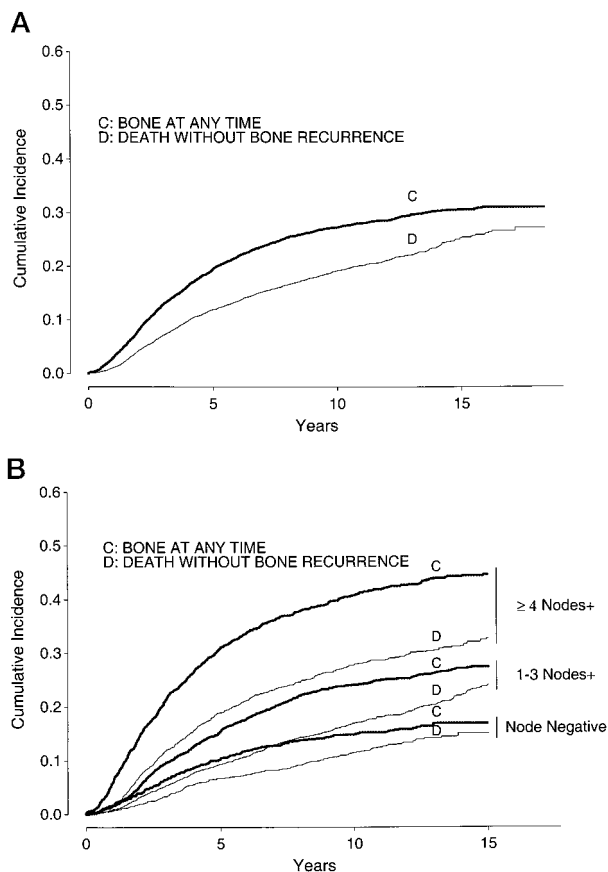 A
0.6
0.5
C: BONE AT ANY TIME
D: DEATH WITHOUT BONE RECURRENCE
0.4
0.3
0.2
0.1
0.0
Cumulative Incidence
C
D
0 5 10 15
Years
B
0.6
0.5
C: BONE AT ANY TIME
D: DEATH WITHOUT BONE RECURRENCE
0.4
0.3
0.2
0.1
0.0
Cumulative Incidence
C
≥ 4 Nodes+
D
C
1-3 Nodes+
D
C
Node Negative
D
0 5 10 15
Years